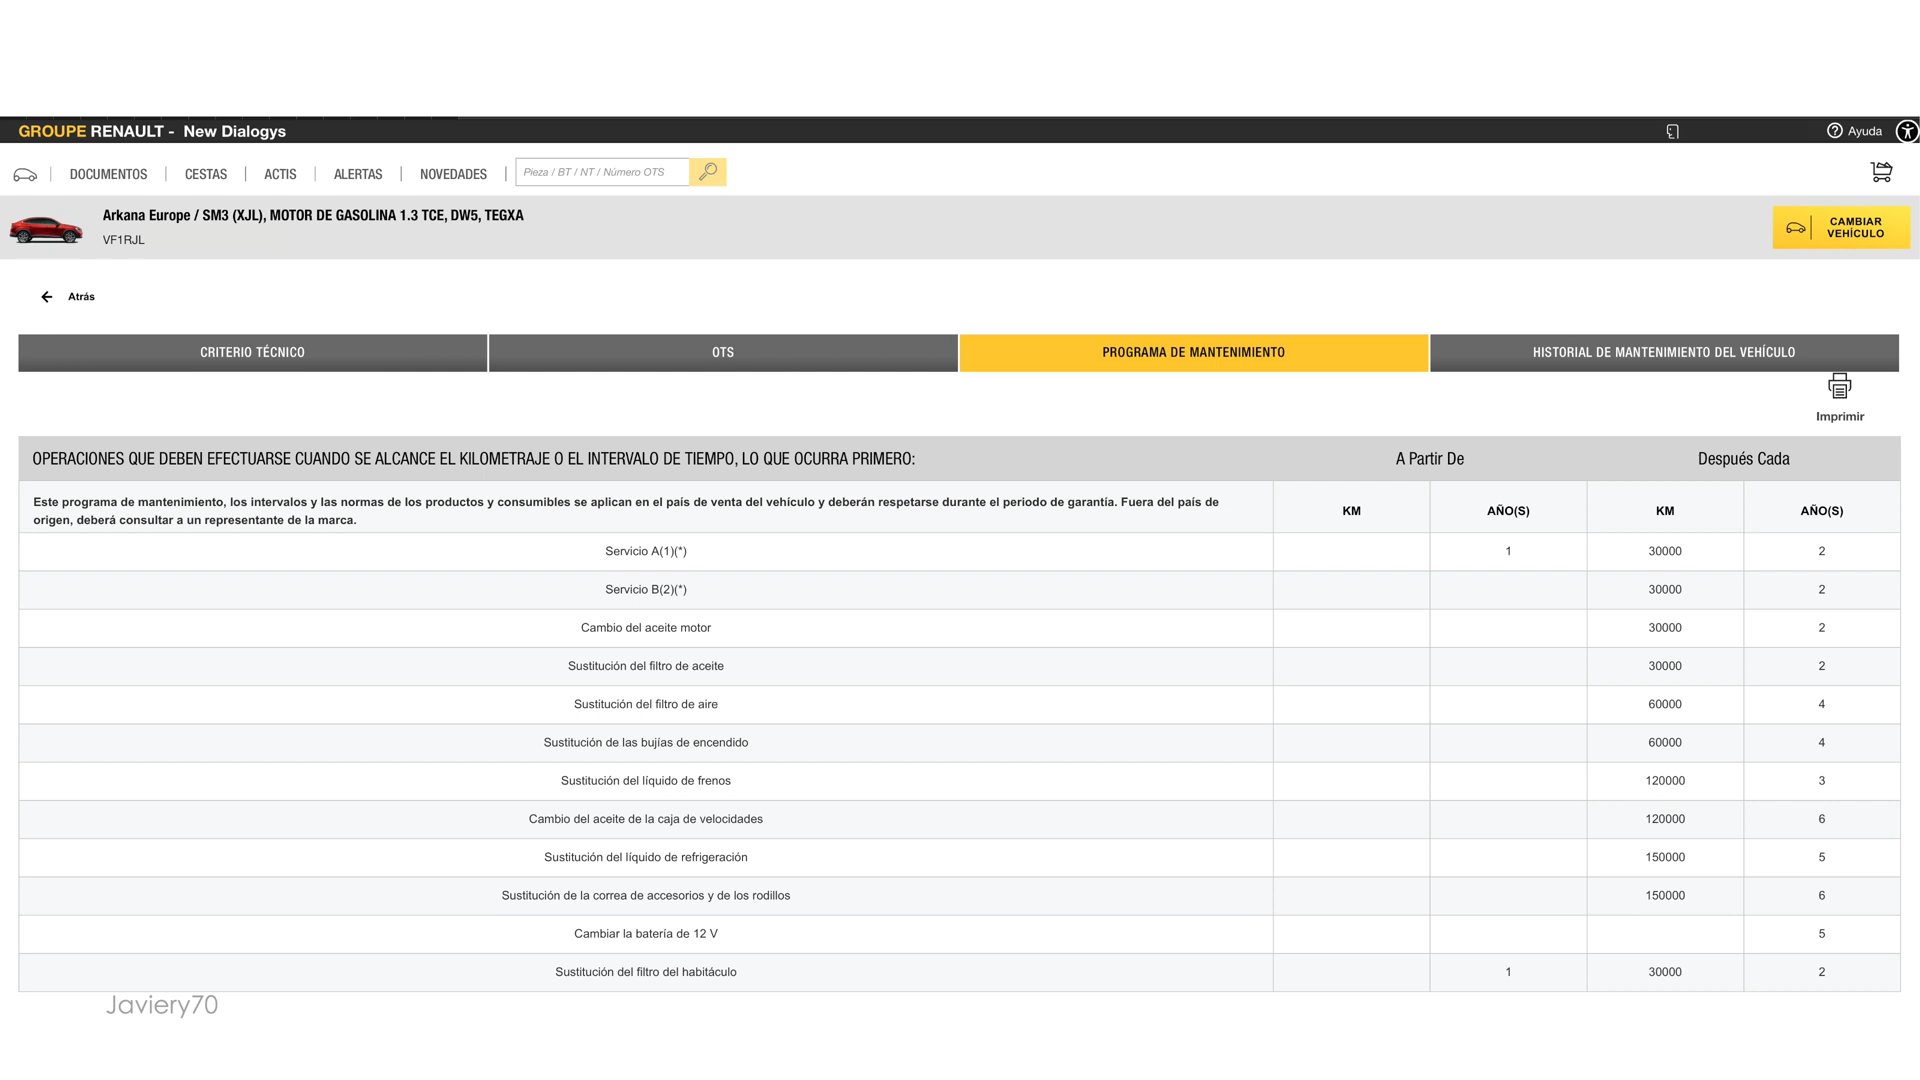 GROUPE RENAULT - New Dialogys
Ayuda
DOCUMENTOS | CESTAS | ACTIS | ALERTAS | NOVEDADES | Pieza / BT / NT / Número OTS
Arkana Europe / SM3 (XJL), MOTOR DE GASOLINA 1.3 TCE, DW5, TEGXA
VF1RJL
CAMBIAR
VEHÍCULO
Atrás
CRITERIO TÉCNICO OTS PROGRAMA DE MANTENIMIENTO HISTORIAL DE MANTENIMIENTO DEL VEHÍCULO
Imprimir
OPERACIONES QUE DEBEN EFECTUARSE CUANDO SE ALCANCE EL KILOMETRAJE O EL INTERVALO DE TIEMPO, LO QUE OCURRA PRIMERO: A Partir De Después Cada
Este programa de mantenimiento, los intervalos y las normas de los productos y consumibles se aplican en el país de venta del vehículo y deberán respetarse durante el periodo de garantía. Fuera del país de
origen, deberá consultar a un representante de la marca.
KM AÑO(S) KM AÑO(S)
Servicio A(1)(*) 1 30000 2
Servicio B(2)(*) 30000 2
Cambio del aceite motor 30000 2
Sustitución del filtro de aceite 30000 2
Sustitución del filtro de aire 60000 4
Sustitución de las bujías de encendido 60000 4
Sustitución del líquido de frenos 120000 3
Cambio del aceite de la caja de velocidades 120000 6
Sustitución del líquido de refrigeración 150000 5
Sustitución de la correa de accesorios y de los rodillos 150000 6
Cambiar la batería de 12 V 5
Sustitución del filtro del habitáculo 1 30000 2
Javiery70